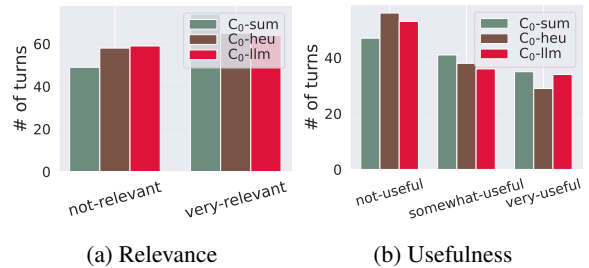 # of turns
60
40
20
0
C₀-sum
C₀-heu
C₀-llm
not-relevant
very-relevant
(a) Relevance
# of turns
40
20
0
C₀-sum
C₀-heu
C₀-llm
not-useful
somewhat-useful
very-useful
(b) Usefulness